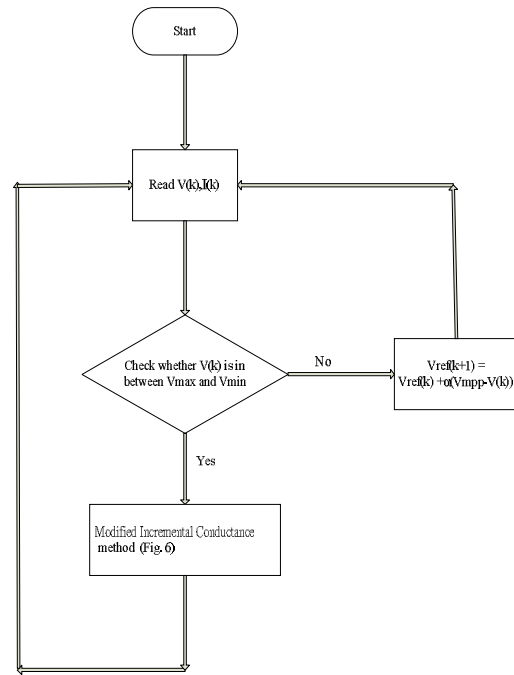 Start
Read V(k),I(k)
Check whether V(k) is in
between Vmax and Vmin
No
Vref(k+1) =
Vref(k) +α(Vmpp-V(k))
Yes
Modified Incremental Conductance
method (Fig. 6)